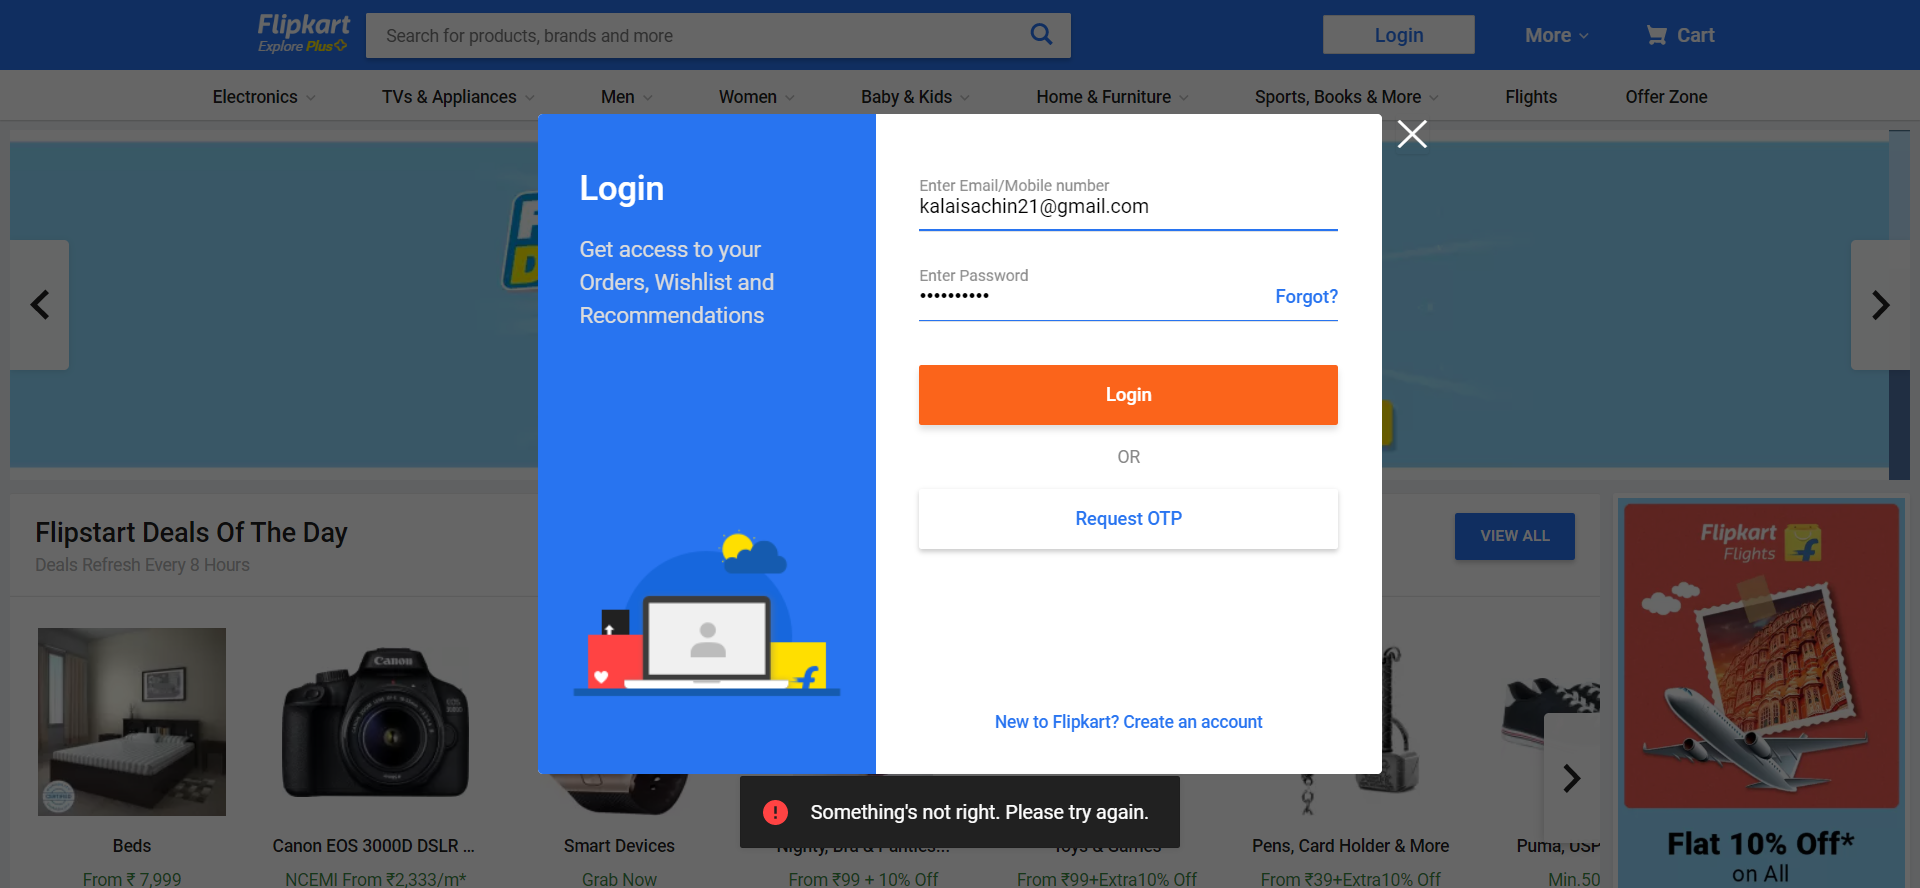 Flipkart
Explore Plus
Search for products, brands and more
Login
More
Cart
Electronics
TVs & Appliances
Men
Women
Baby & Kids
Home & Furniture
Sports, Books & More
Flights
Offer Zone
Login
Get access to your
Orders, Wishlist and
Recommendations
Enter Email/Mobile number
kalaisachin21@gmail.com
Enter Password
Forgot?
Login
OR
Request OTP
New to Flipkart? Create an account
Flipstart Deals Of The Day
Deals Refresh Every 8 Hours
VIEW ALL
Flipkart
Flights
Canon
Something's not right. Please try again.
Beds
Canon EOS 3000D DSLR ...
Smart Devices
Pens, Card Holder & More
Puma, USP
From ₹ 7,999
NCEMI From ₹2,333/m*
Grab Now
From ₹99 + 10% Off
From ₹99+Extra10% Off
From ₹39+Extra10% Off
Min.50
Flat 10% Off*
on All